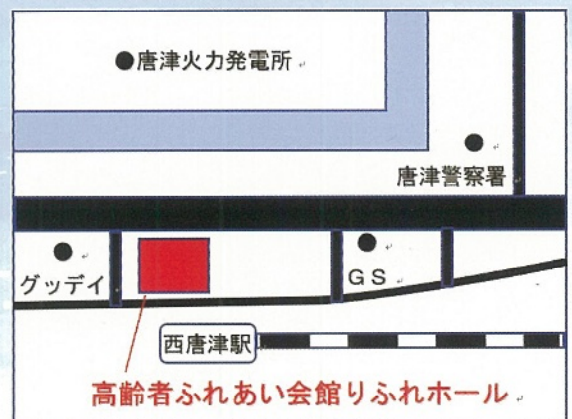 ●唐津火力発電所
唐津警察署
グッデイ
GS
西唐津駅
高齢者ふれあい会館りふれホール